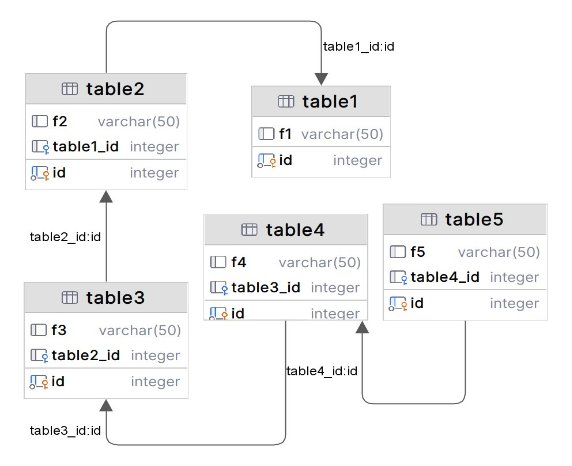 table1_id:id
table2
f2 varchar(50)
table1_id integer
id integer
table1
f1 varchar(50)
id integer
table2_id:id
table4
f4 varchar(50)
table3_id integer
id integer
table5
f5 varchar(50)
table4_id integer
id integer
table3
f3 varchar(50)
table2_id integer
id integer
table4_id:id
table3_id:id